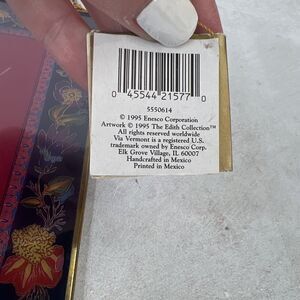 0 45544 21577 0
5550614
© 1995 Enesco Corporation
Artwork © 1995 The Edith Collection™
All rights reserved worldwide
Via Vermont is a registered U.S.
trademark owned by Enesco Corp.
Elk Grove Village, IL 60007
Handcrafted in Mexico
Printed in Mexico